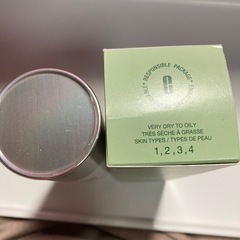 RESPONSIBLE PACKAGE
C
VERY DRY TO OILY
TRÈS SÈCHE À GRASSE
SKIN TYPES / TYPES DE PEAU
1, 2, 3, 4